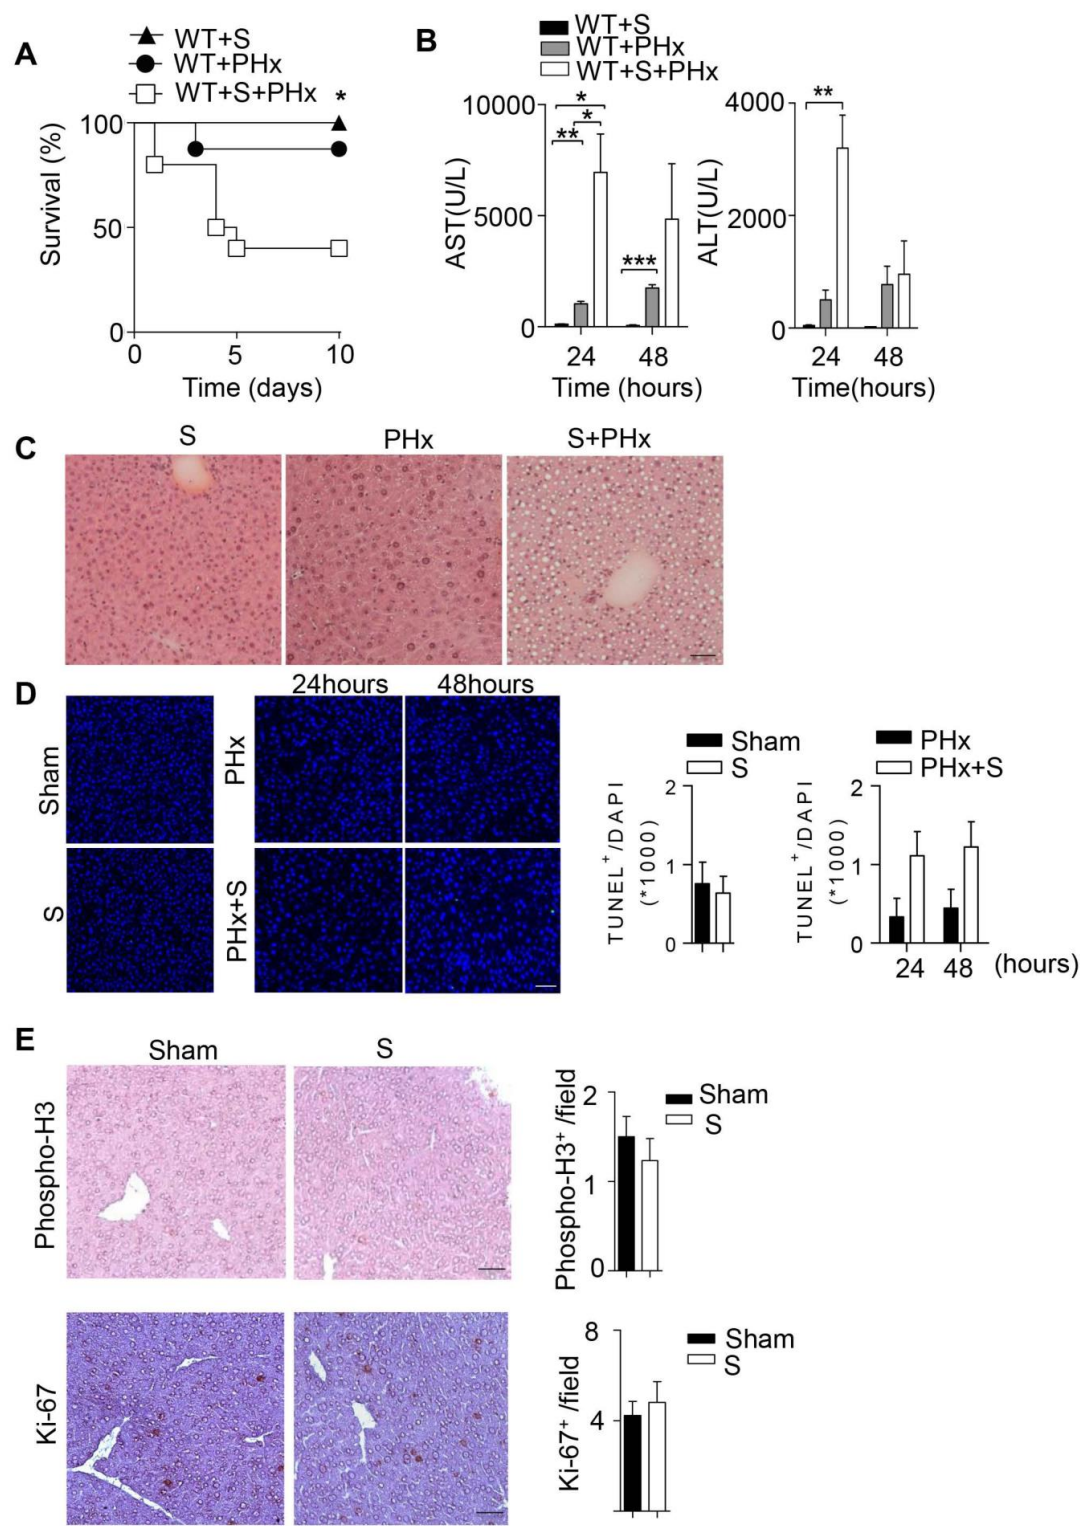 A
WT+S
WT+PHx
WT+S+PHx
*
Survival (%)
100
50
0
0
5
10
Time (days)
B
WT+S
WT+PHx
WT+S+PHx
AST(U/L)
10000
5000
0
*
*
**
***
24
48
Time (hours)
ALT(U/L)
4000
2000
0
**
24
48
Time(hours)
C
S
PHx
S+PHx
D
24hours
48hours
Sham
PHx
S
PHx+S
Sham
S
TUNEL+/DAPI
(*1000)
2
1
0
PHx
PHx+S
TUNEL+/DAPI
(*1000)
2
1
0
24
48
(hours)
E
Sham
S
Phospho-H3
Phospho-H3+ /field
2
1
0
Sham
S
Ki-67
Ki-67+ /field
8
4
Sham
S